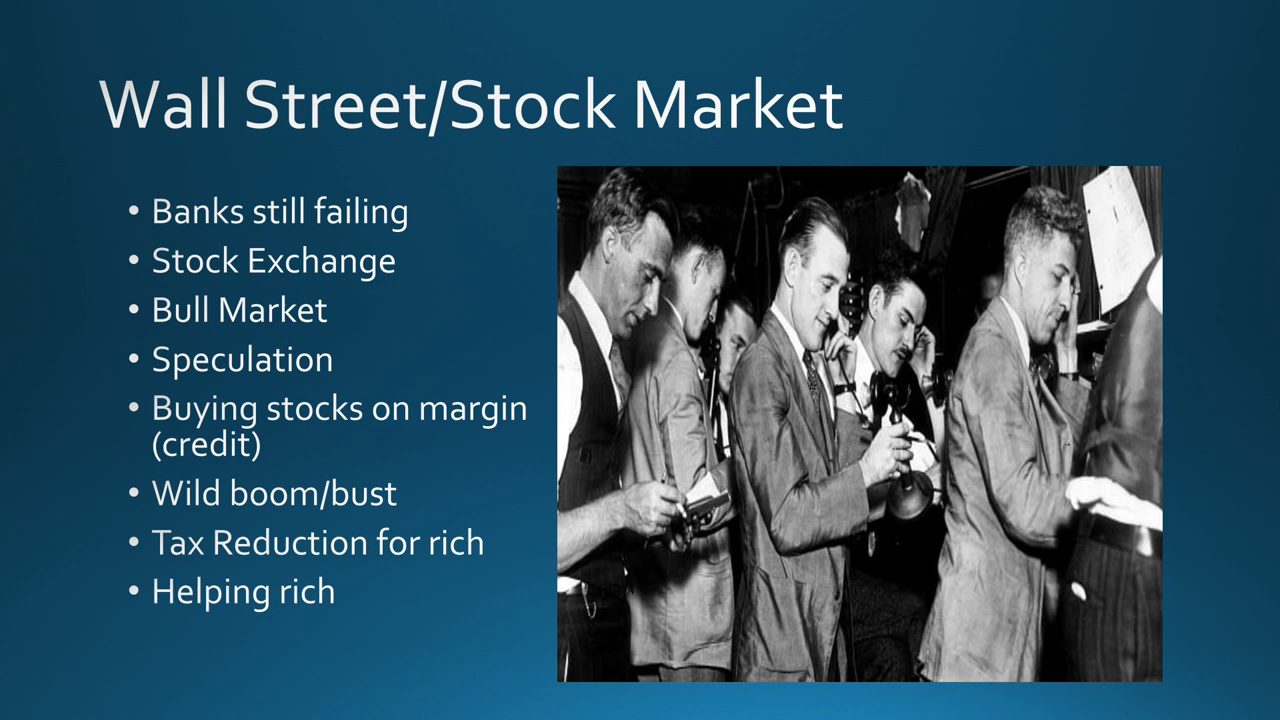 Wall Street/Stock Market
• Banks still failing
• Stock Exchange
• Bull Market
• Speculation
• Buying stocks on margin
(credit)
• Wild boom/bust
• Tax Reduction for rich
• Helping rich